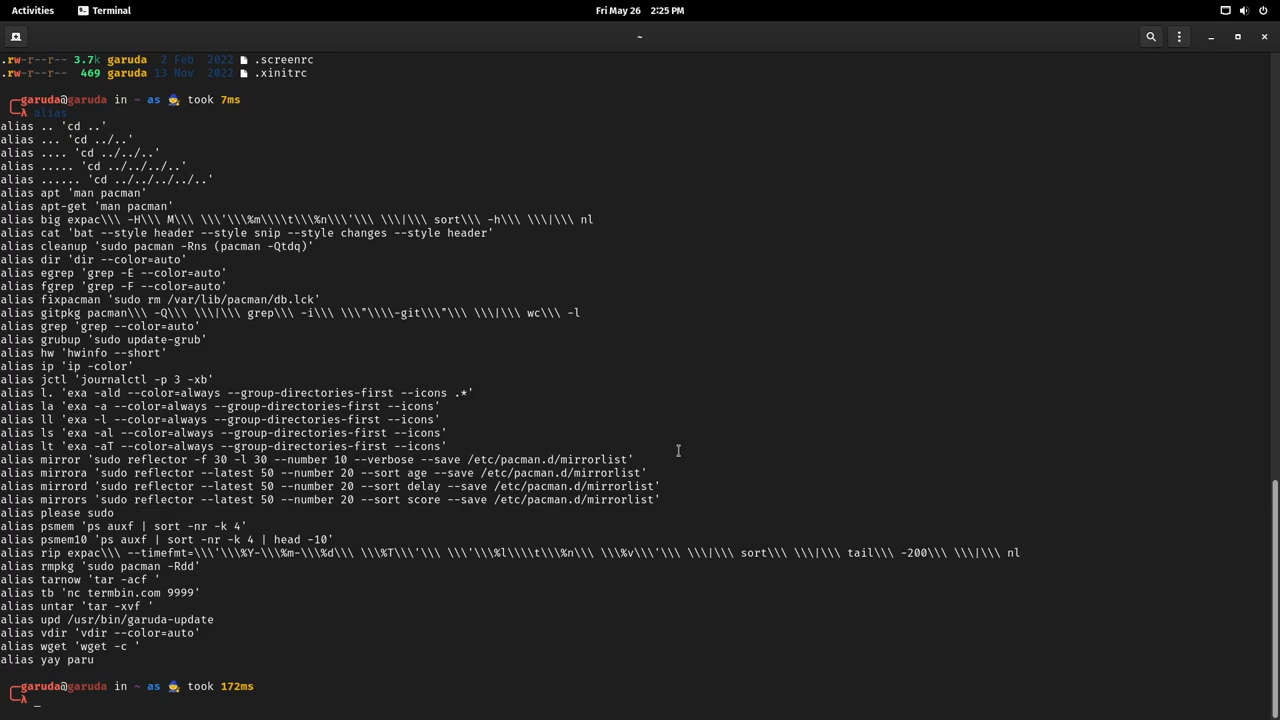 Activities
Terminal
Fri May 26 2:25 PM
~
.rw-r--r-- 3.7k garuda 2 Feb 2022 .screenrc
.rw-r--r-- 469 garuda 13 Nov 2022 .xinitrc
garuda@garuda in ~ as 🧙 took 7ms
λ alias
alias .. 'cd ..'
alias ... 'cd ../..'
alias .... 'cd ../../..'
alias ..... 'cd ../../../..'
alias ...... 'cd ../../../../..'
alias apt 'man pacman'
alias apt-get 'man pacman'
alias big expac\\\ -H\\\ M\\\ \\\'\\\%m\\\\t\\\%n\\\'\\\ \\\|\\\ sort\\\ -h\\\ \\\|\\\ nl
alias cat 'bat --style header --style snip --style changes --style header'
alias cleanup 'sudo pacman -Rns (pacman -Qtdq)'
alias dir 'dir --color=auto'
alias egrep 'grep -E --color=auto'
alias fgrep 'grep -F --color=auto'
alias fixpacman 'sudo rm /var/lib/pacman/db.lck'
alias gitpkg pacman\\\ -Q\\\ \\\|\\\ grep\\\ -i\\\ \\\"\\\\-git\\\"\\\ \\\|\\\ wc\\\ -l
alias grep 'grep --color=auto'
alias grubup 'sudo update-grub'
alias hw 'hwinfo --short'
alias ip 'ip -color'
alias jctl 'journalctl -p 3 -xb'
alias l. 'exa -ald --color=always --group-directories-first --icons .*'
alias la 'exa -a --color=always --group-directories-first --icons'
alias ll 'exa -l --color=always --group-directories-first --icons'
alias ls 'exa -al --color=always --group-directories-first --icons'
alias lt 'exa -aT --color=always --group-directories-first --icons'
alias mirror 'sudo reflector -f 30 -l 30 --number 10 --verbose --save /etc/pacman.d/mirrorlist'
alias mirrora 'sudo reflector --latest 50 --number 20 --sort age --save /etc/pacman.d/mirrorlist'
alias mirrord 'sudo reflector --latest 50 --number 20 --sort delay --save /etc/pacman.d/mirrorlist'
alias mirrors 'sudo reflector --latest 50 --number 20 --sort score --save /etc/pacman.d/mirrorlist'
alias please sudo
alias psmem 'ps auxf | sort -nr -k 4'
alias psmem10 'ps auxf | sort -nr -k 4 | head -10'
alias rip expac\\\ --timefmt=\\\'\\\%Y-\\\%m-\\\%d\\\ \\\%T\\\'\\\ \\\'\\\%l\\\\t\\\%n\\\ \\\%v\\\'\\\ \\\|\\\ sort\\\ \\\|\\\ tail\\\ -200\\\ \\\|\\\ nl
alias rmpkg 'sudo pacman -Rdd'
alias tarnow 'tar -acf '
alias tb 'nc termbin.com 9999'
alias untar 'tar -xvf '
alias upd /usr/bin/garuda-update
alias vdir 'vdir --color=auto'
alias wget 'wget -c '
alias yay paru
garuda@garuda in ~ as 🧙 took 172ms
λ _